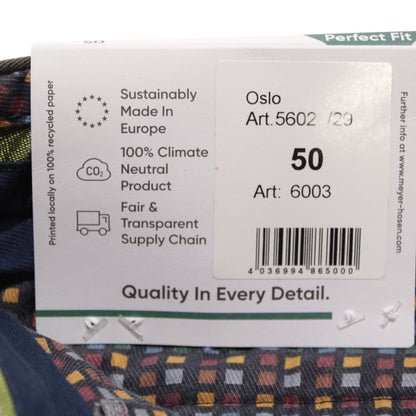 50
Perfect Fit
Sustainably
Made In
Europe
CO₂
100% Climate
Neutral
Product
Fair &
Transparent
Supply Chain
Printed locally on 100% recycled paper
Oslo
Art.5602 /29
50
Art: 6003
4 036994 865000
Quality In Every Detail.
Further info at www.meyer-hosen.com